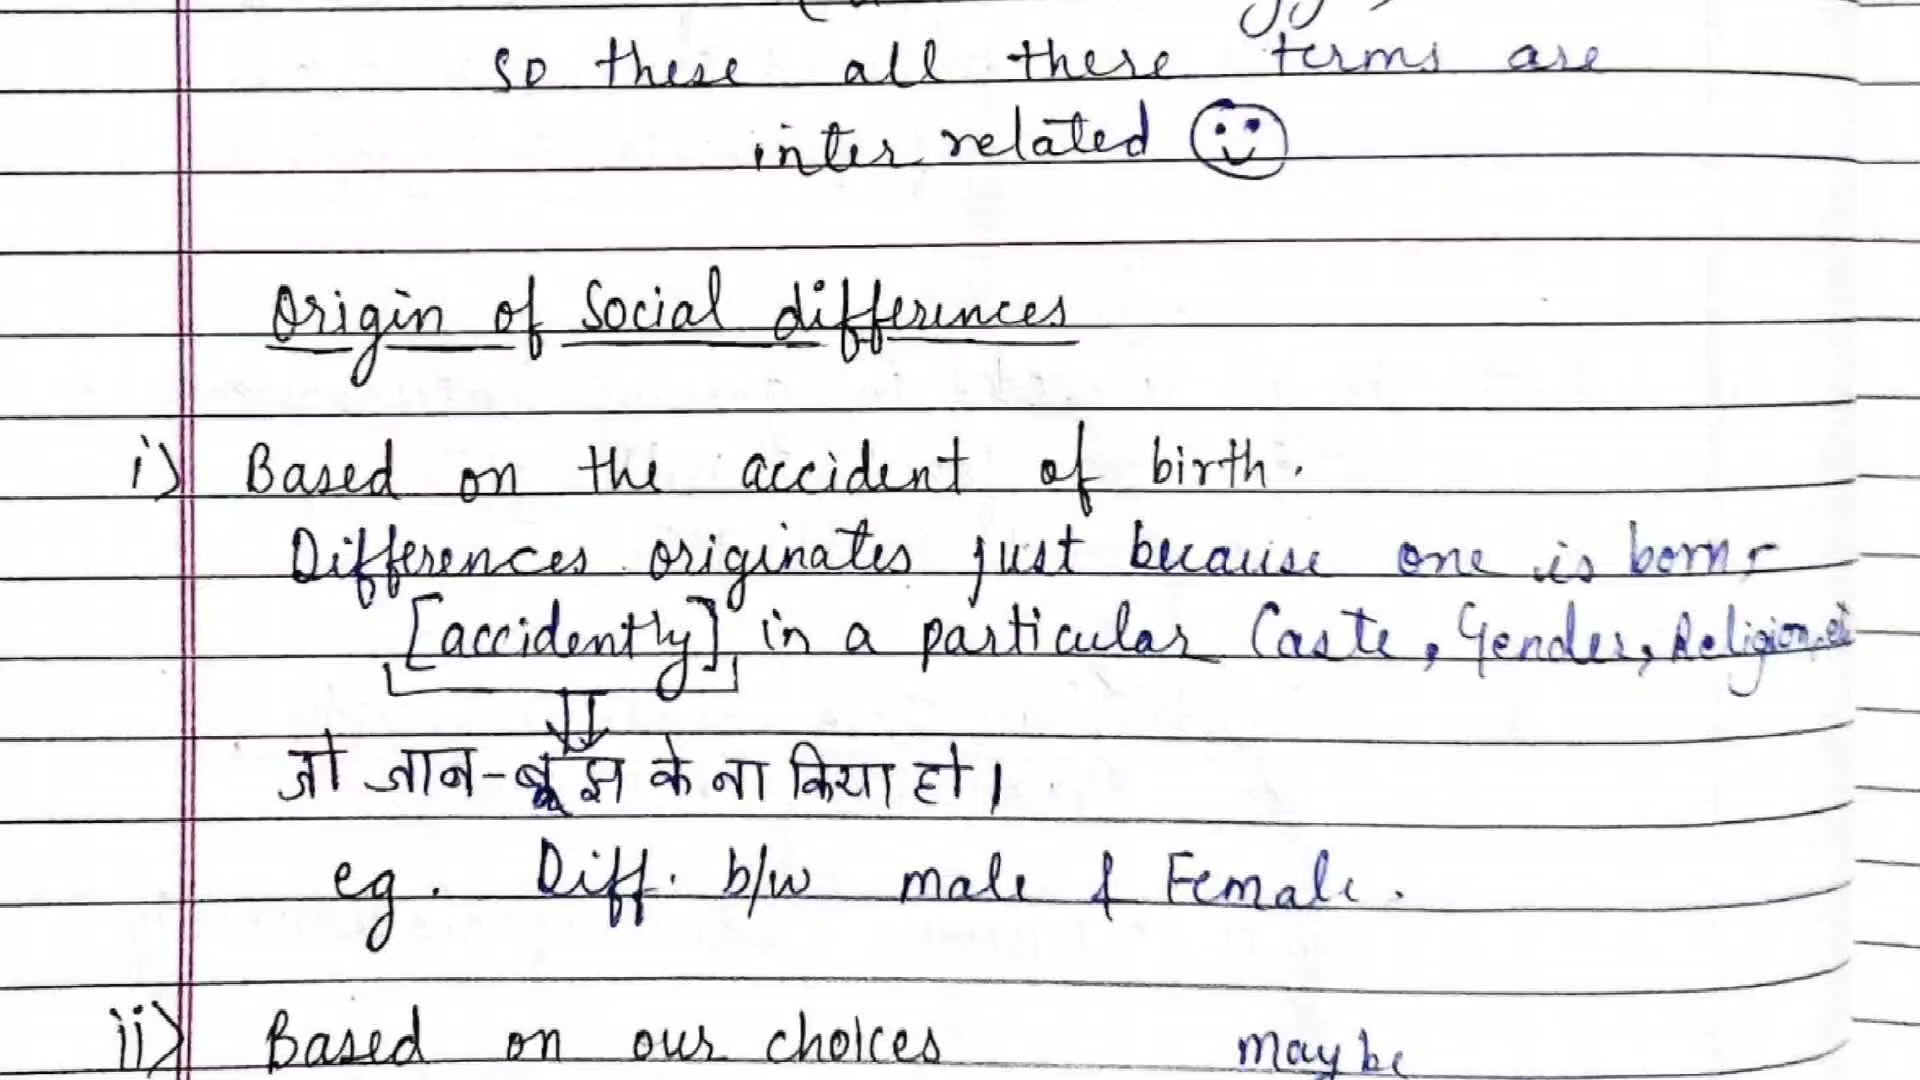 so these all these terms are
inter related
Origin of Social differences
i) Based on the accident of birth.
Differences originates just because one is born
[accidently] in a particular Caste, Gender, Religion, etc
जो जान-बूझ के ना किया हो।
eg. Diff. b/w male & Female.
ii) Based on our choices may be